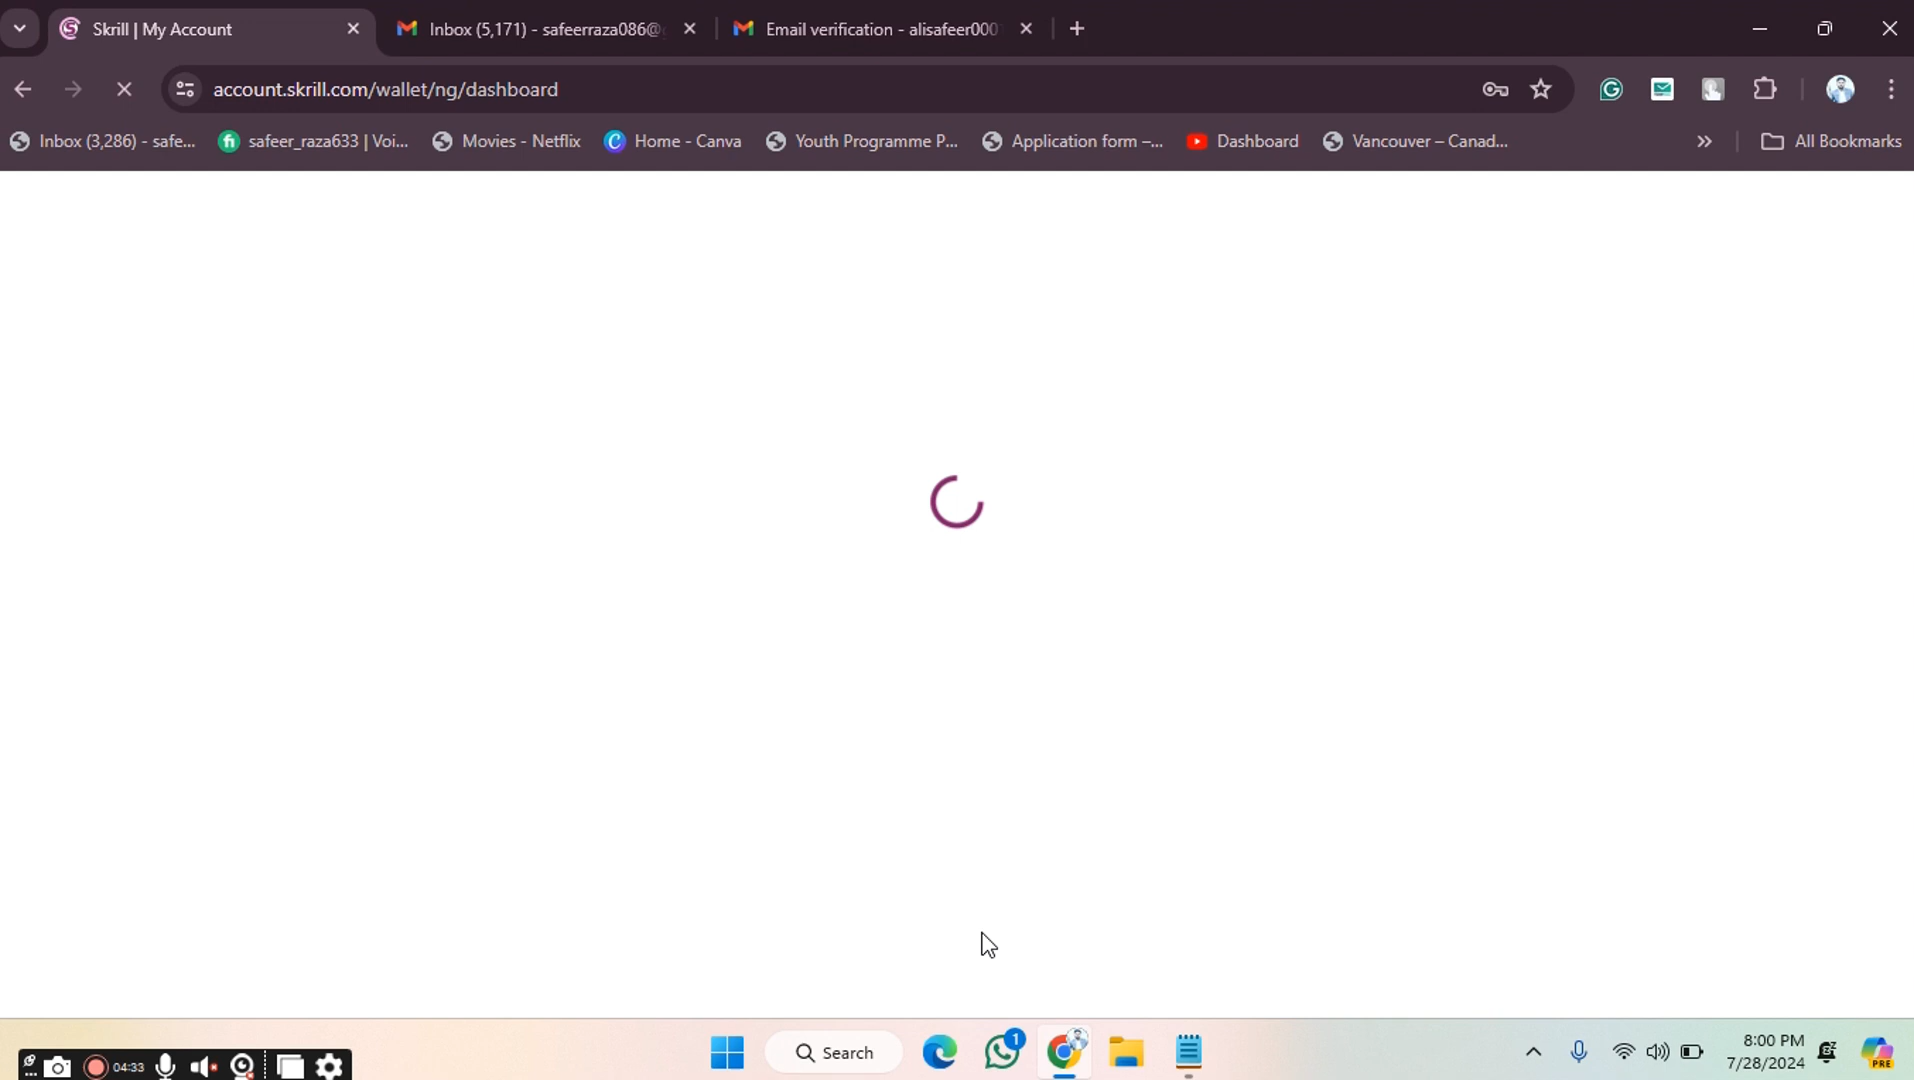 Skrill | My Account
Inbox (5,171) - safeerraza086@
Email verification - alisafeer000
account.skrill.com/wallet/ng/dashboard
Inbox (3,286) - safe...
safeer_raza633 | Voi...
Movies - Netflix
Home - Canva
Youth Programme P...
Application form –...
Dashboard
Vancouver – Canad...
All Bookmarks
04:33
Search
1
8:00 PM
7/28/2024
PRE